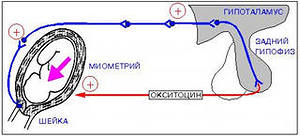 ГИПОТАЛАМУС
ЗАДНИЙ
ГИПОФИЗ
МИОМЕТРИЙ
ОКСИТОЦИН
ШЕЙКА
+
+
+